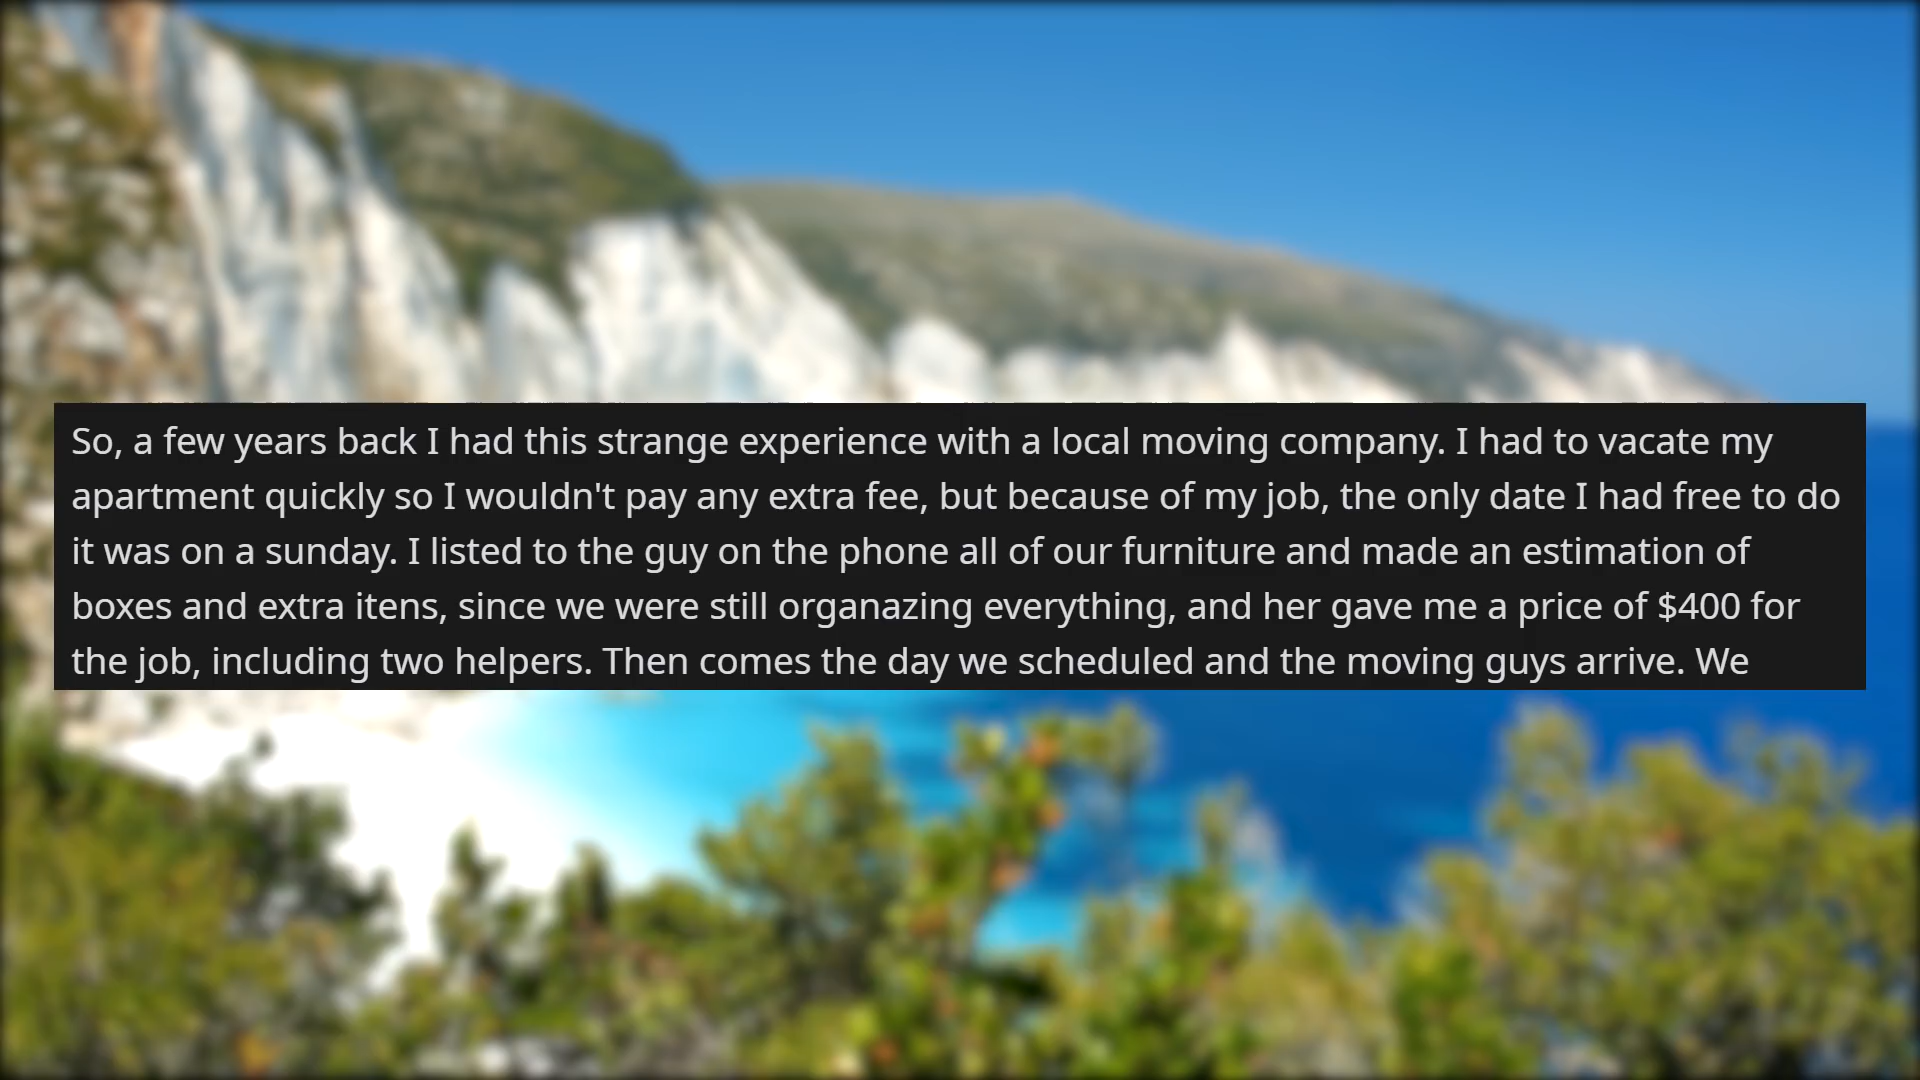 So, a few years back I had this strange experience with a local moving company. I had to vacate my
apartment quickly so I wouldn't pay any extra fee, but because of my job, the only date I had free to do
it was on a sunday. I listed to the guy on the phone all of our furniture and made an estimation of
boxes and extra itens, since we were still organazing everything, and her gave me a price of $400 for
the job, including two helpers. Then comes the day we scheduled and the moving guys arrive. We